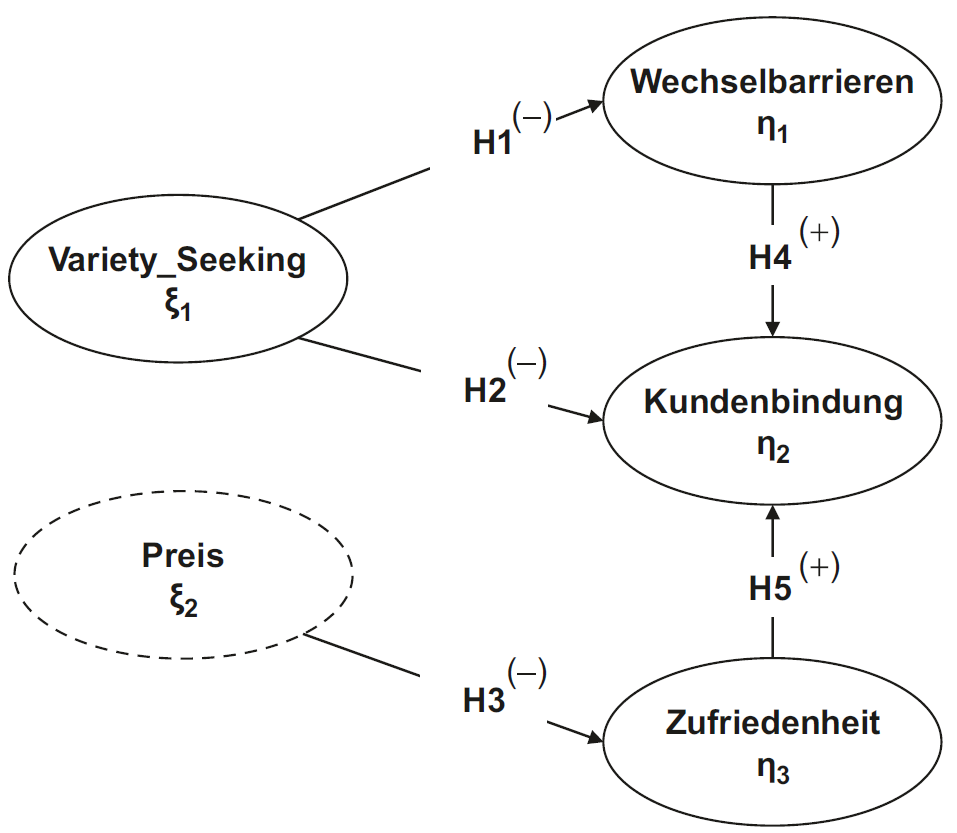 Wechselbarrieren
η1
H1(–)
Variety_Seeking
ξ1
H4(+)
H2(–)
Kundenbindung
η2
Preis
ξ2
H5(+)
H3(–)
Zufriedenheit
η3